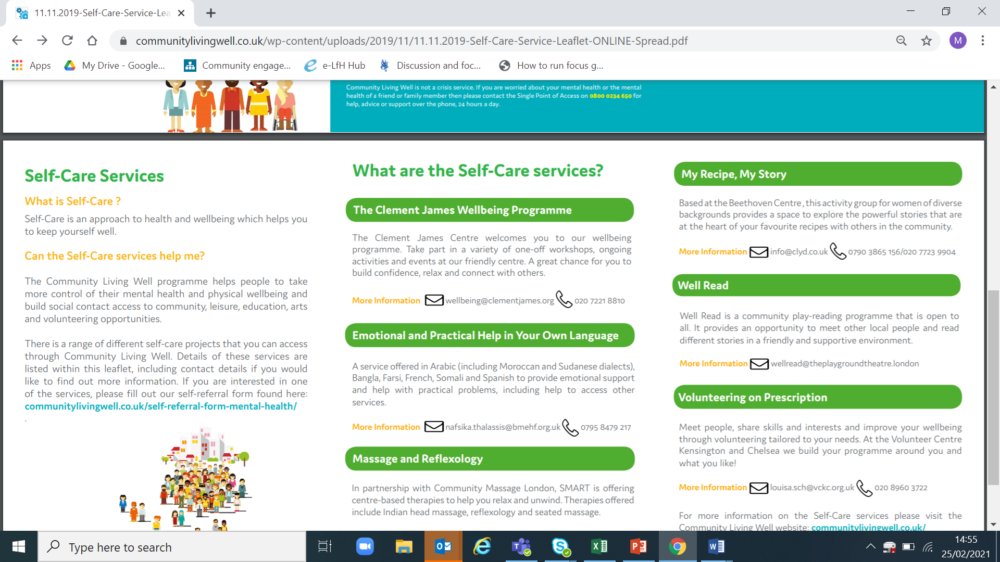 11.11.2019-Self-Care-Service-Lea
communitylivingwell.co.uk/wp-content/uploads/2019/11/11.11.2019-Self-Care-Service-Leaflet-ONLINE-Spread.pdf
M
Apps
My Drive - Google...
Community engage...
e-LfH Hub
Discussion and foc...
How to run focus g...
Community Living Well is not a crisis service. If you are worried about your mental health or the mental
health of a friend or family member then please contact the Single Point of Access on 0800 0234 650 for
help, advice or support over the phone, 24 hours a day.
Self-Care Services
What is Self-Care ?
Self-Care is an approach to health and wellbeing which helps you
to keep yourself well.
Can the Self-Care services help me?
The Community Living Well programme helps people to take
more control of their mental health and physical wellbeing and
build social contact access to community, leisure, education, arts
and volunteering opportunities.
There is a range of different self-care projects that you can access
through Community Living Well. Details of these services are
listed within this leaflet, including contact details if you would
like to find out more information. If you are interested in one
of the services, please fill out our self-referral form found here:
communitylivingwell.co.uk/self-referral-form-mental-health/
.
What are the Self-Care services?
The Clement James Wellbeing Programme
The Clement James Centre welcomes you to our wellbeing
programme. Take part in a variety of one-off workshops, ongoing
activities and events at our friendly centre. A great chance for you to
build confidence, relax and connect with others.
More Information wellbeing@clementjames.org 020 7221 8810
Emotional and Practical Help in Your Own Language
A service offered in Arabic (including Moroccan and Sudanese dialects),
Bangla, Farsi, French, Somali and Spanish to provide emotional support
and help with practical problems, including help to access other
services.
More Information nafsika.thalassis@bmehf.org.uk 0795 8479 217
Massage and Reflexology
In partnership with Community Massage London, SMART is offering
centre-based therapies to help you relax and unwind. Therapies offered
include Indian head massage, reflexology and seated massage.
My Recipe, My Story
Based at the Beethoven Centre , this activity group for women of diverse
backgrounds provides a space to explore the powerful stories that are
at the heart of your favourite recipes with others in the community.
More Information info@clyd.co.uk 0790 3865 156/020 7723 9904
Well Read
Well Read is a community play-reading programme that is open to
all. It provides an opportunity to meet other local people and read
different stories in a friendly and supportive environment.
More Information wellread@theplaygroundtheatre.london
Volunteering on Prescription
Meet people, share skills and interests and improve your wellbeing
through volunteering tailored to your needs. At the Volunteer Centre
Kensington and Chelsea we build your programme around you and
what you like!
More Information louisa.sch@vckc.org.uk 020 8960 3722
For more information on the Self-Care services please visit the
Community Living Well website: communitylivingwell.co.uk/
Type here to search
14:55
25/02/2021